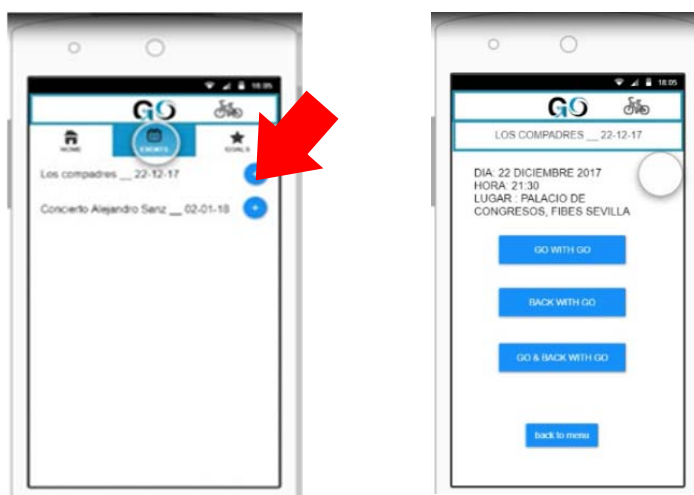 18:05
GO
HOME
EVENTS
GOALS
Los compadres __ 22-12-17
+
Concierto Alejandro Sanz __ 02-01-18
+
18:05
GO
LOS COMPADRES __ 22-12-17
DIA: 22 DICIEMBRE 2017
HORA: 21:30
LUGAR : PALACIO DE
CONGRESOS, FIBES SEVILLA
GO WITH GO
BACK WITH GO
GO & BACK WITH GO
back to menu